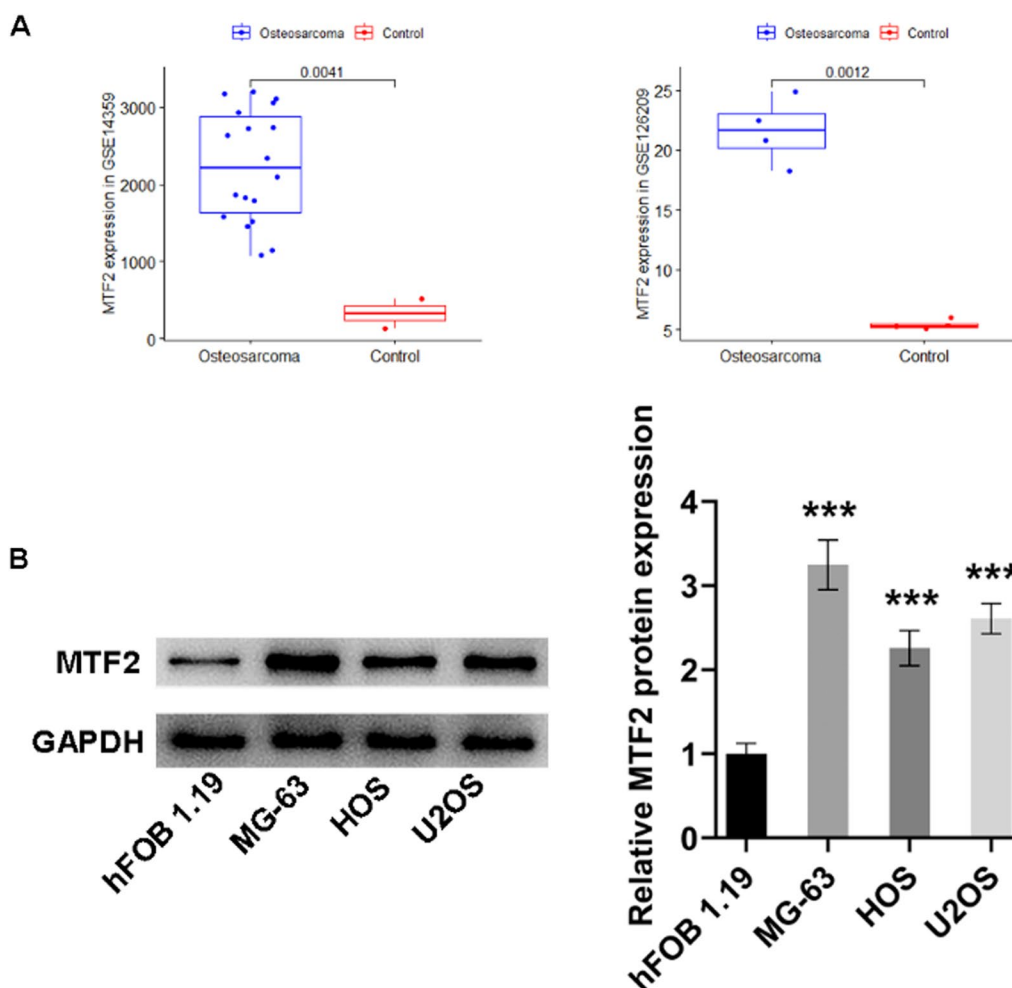 A
Osteosarcoma Control
0.0041
MTF2 expression in GSE14359
3000
2000
1000
0
Osteosarcoma Control
Osteosarcoma Control
0.0012
MTF2 expression in GSE126209
25
20
15
10
5
Osteosarcoma Control
B
MTF2
GAPDH
hFOB 1.19
MG-63
HOS
U2OS
Relative MTF2 protein expression
4
3
2
1
0
***
***
***
hFOB 1.19
MG-63
HOS
U2OS